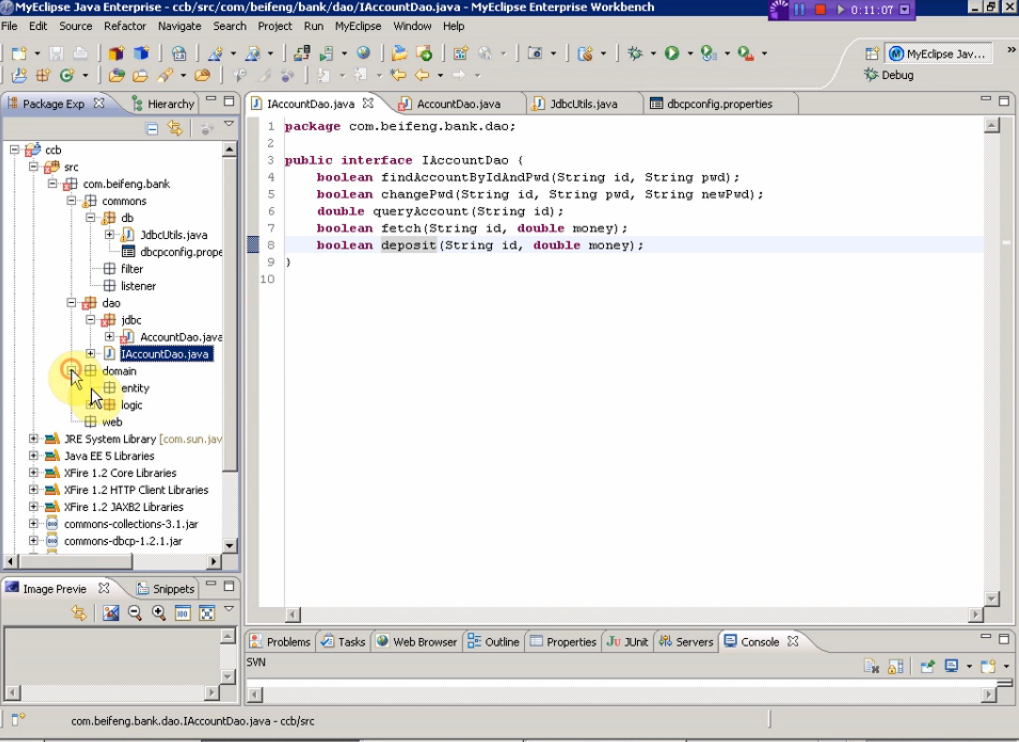 MyEclipse Java Enterprise - ccb/src/com/beifeng/bank/dao/IAccountDao.java - MyEclipse Enterprise Workbench
0:11:07
File Edit Source Refactor Navigate Search Project Run MyEclipse Window Help
MyEclipse Jav...
»
Debug
Package Exp
Hierarchy
IAccountDao.java
AccountDao.java
JdbcUtils.java
dbcpconfig.properties
ccb
src
com.beifeng.bank
commons
db
JdbcUtils.java
dbcpconfig.prope
filter
listener
dao
jdbc
AccountDao.java
IAccountDao.java
domain
entity
logic
web
JRE System Library [com.sun.jav
Java EE 5 Libraries
XFire 1.2 Core Libraries
XFire 1.2 HTTP Client Libraries
XFire 1.2 JAXB2 Libraries
commons-collections-3.1.jar
commons-dbcp-1.2.1.jar
1 package com.beifeng.bank.dao;
2
3 public interface IAccountDao {
4 boolean findAccountByIdAndPwd(String id, String pwd);
5 boolean changePwd(String id, String pwd, String newPwd);
6 double queryAccount(String id);
7 boolean fetch(String id, double money);
8 boolean deposit(String id, double money);
9 }
10
Image Previe
Snippets
Problems Tasks Web Browser Outline Properties JUnit Servers Console
SVN
com.beifeng.bank.dao.IAccountDao.java - ccb/src